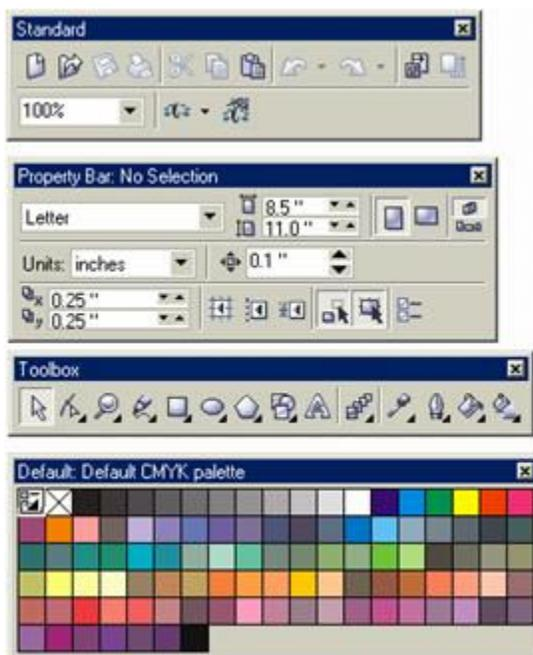 Standard
100%
Property Bar: No Selection
Letter
8.5 "
11.0 "
Units: inches
0.1 "
x 0.25 "
y 0.25 "
Toolbox
Default: Default CMYK palette